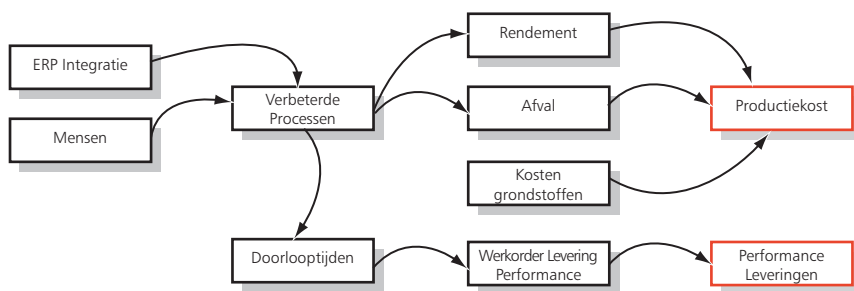 Rendement
ERP Integratie
Verbeterde
Processen
Afval
Productiekost
Mensen
Kosten
grondstoffen
Doorlooptijden
Werkorder Levering
Performance
Performance
Leveringen